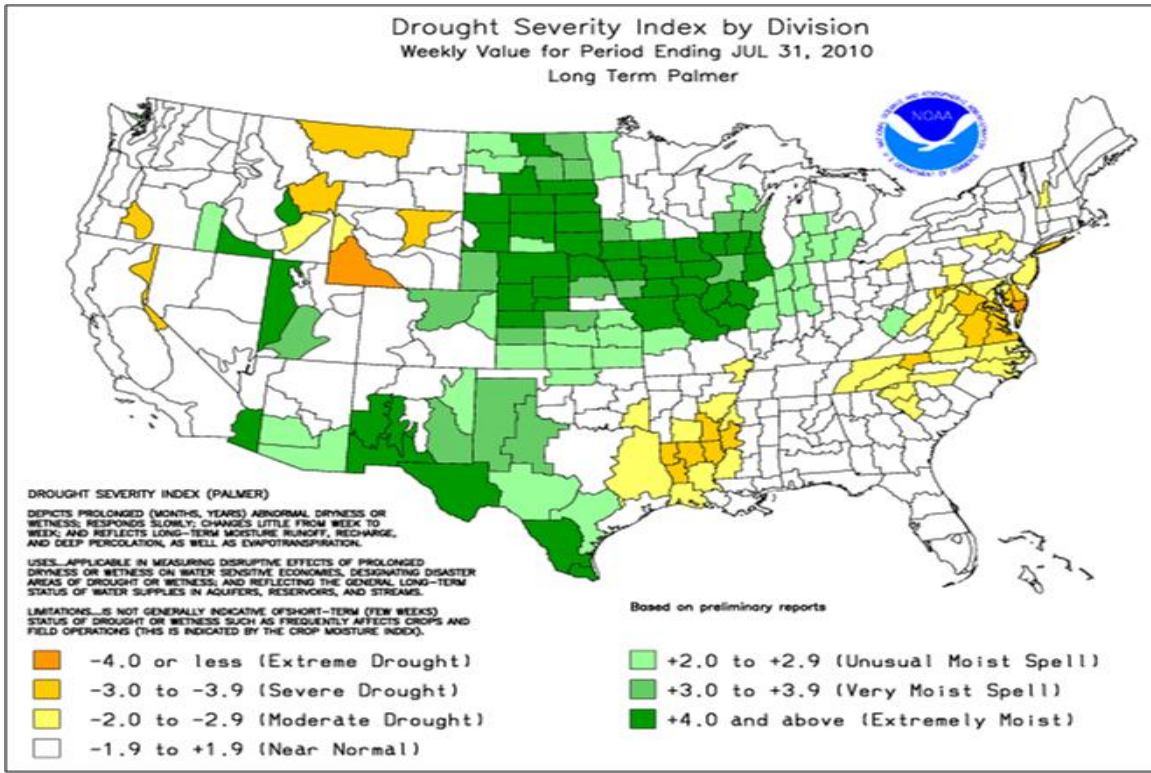 Drought Severity Index by Division
Weekly Value for Period Ending JUL 31, 2010
Long Term Palmer
NOAA
DROUGHT SEVERITY INDEX (PALMER)
DEPICTS PROLONGED (MONTHS, YEARS) ABNORMAL DRYNESS OR
WETNESS; RESPONDS SLOWLY; CHANGES LITTLE FROM WEEK TO
WEEK; AND REFLECTS LONG-TERM MOISTURE RUNOFF, RECHARGE,
AND DEEP PERCOLATION, AS WELL AS EVAPOTRANSPIRATION.
USES...APPLICABLE IN MEASURING DISRUPTIVE EFFECTS OF PROLONGED
DRYNESS OR WETNESS ON WATER SENSITIVE ECONOMIES, DESIGNATING DISASTER
AREAS OF DROUGHT OR WETNESS; AND REFLECTING THE GENERAL LONG-TERM
STATUS OF WATER SUPPLIES IN AQUIFERS, RESERVOIRS, AND STREAMS.
LIMITATIONS...IS NOT GENERALLY INDICATIVE OFSHORT-TERM (FEW WEEKS)
STATUS OF DROUGHT OR WETNESS SUCH AS FREQUENTLY AFFECTS CROPS AND
FIELD OPERATIONS (THIS IS INDICATED BY THE CROP MOISTURE INDEX).
Based on preliminary reports
-4.0 or less (Extreme Drought)
-3.0 to -3.9 (Severe Drought)
-2.0 to -2.9 (Moderate Drought)
-1.9 to +1.9 (Near Normal)
+2.0 to +2.9 (Unusual Moist Spell)
+3.0 to +3.9 (Very Moist Spell)
+4.0 and above (Extremely Moist)